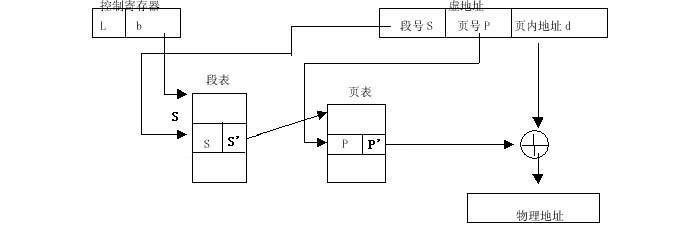 控制寄存器
虚地址
L b
段号S 页号P 页内地址d
段表
页表
S
S S'
P P'
物理地址